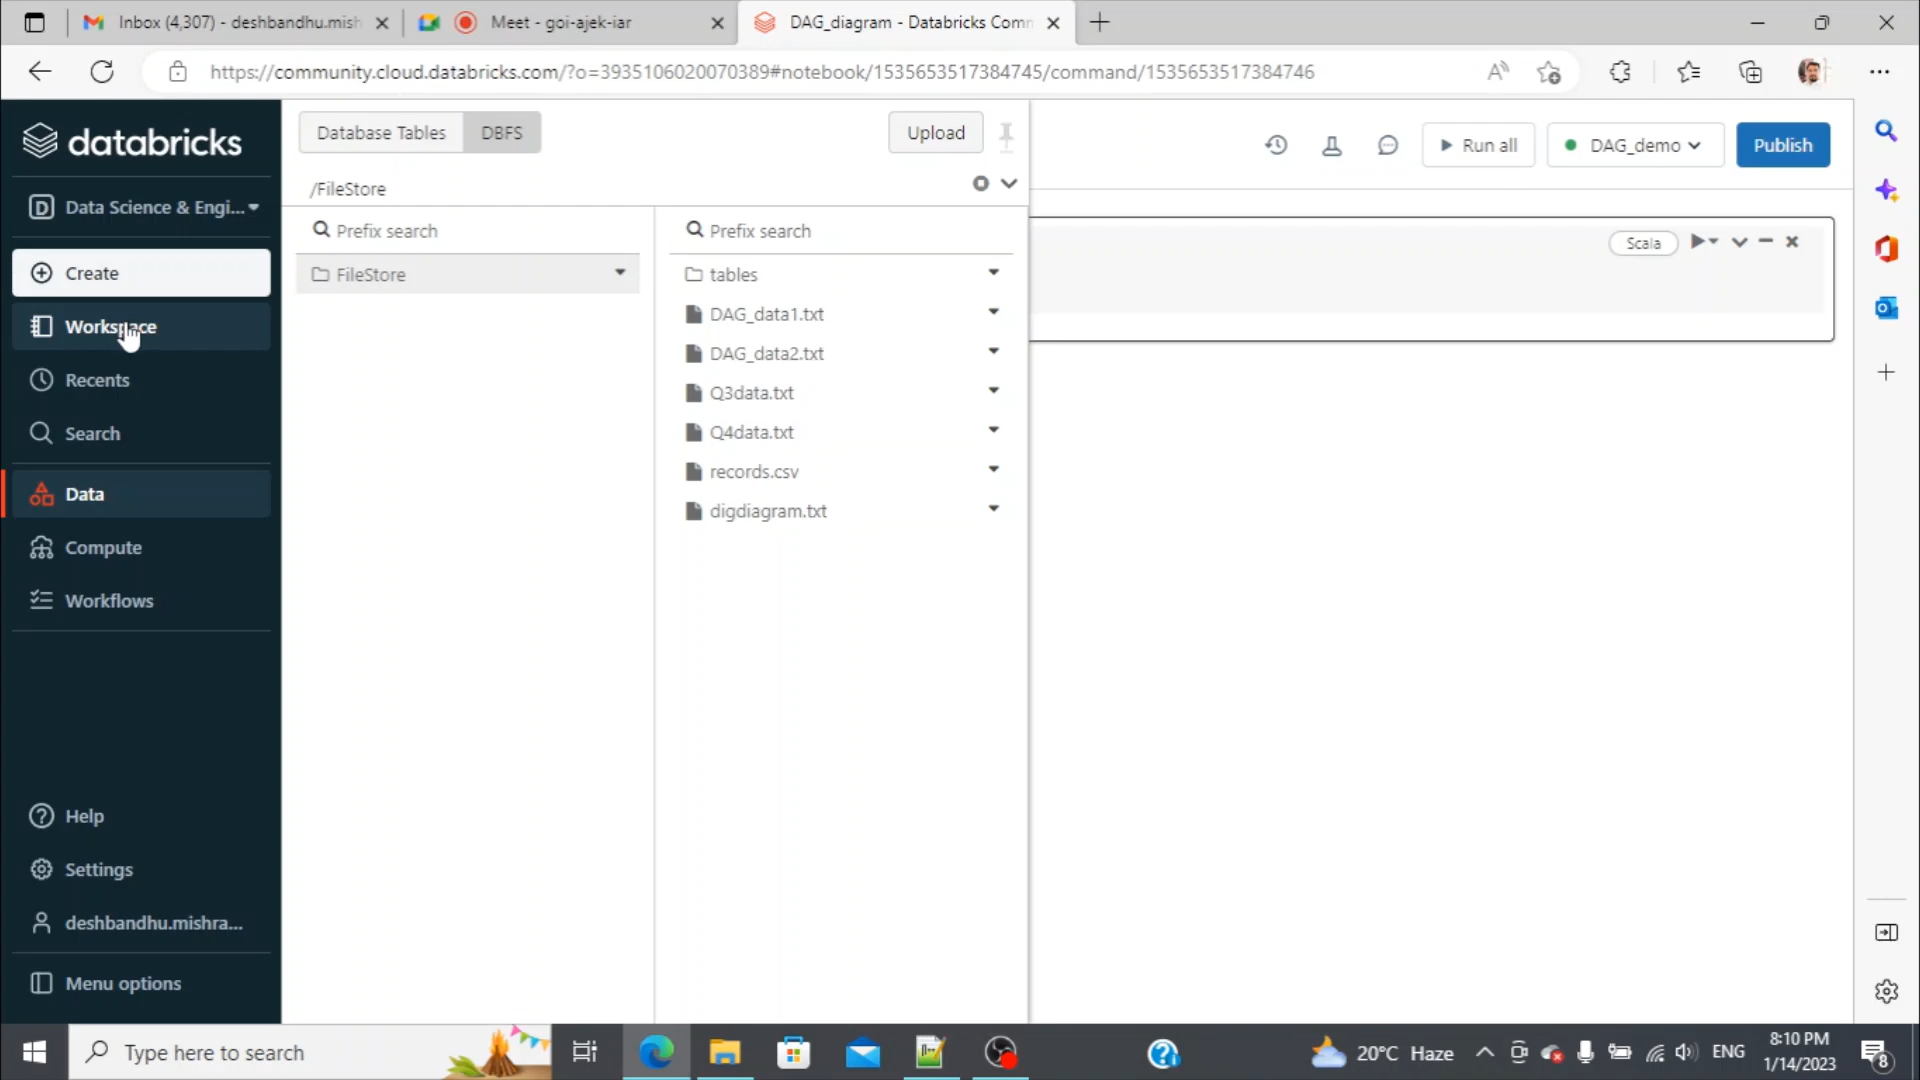 Inbox (4,307) - deshbandhu.mish
Meet - goi-ajek-iar
DAG_diagram - Databricks Com
https://community.cloud.databricks.com/?o=3935106020070389#notebook/1535653517384745/command/1535653517384746
databricks
Database Tables
DBFS
Upload
Run all
DAG_demo
Publish
/FileStore
D Data Science & Engi...
Prefix search
Prefix search
Scala
Create
FileStore
tables
Workspace
DAG_data1.txt
DAG_data2.txt
Recents
Q3data.txt
Search
Q4data.txt
records.csv
Data
digdiagram.txt
Compute
Workflows
Help
Settings
deshbandhu.mishra...
Menu options
Type here to search
20°C Haze
ENG
8:10 PM
1/14/2023
8